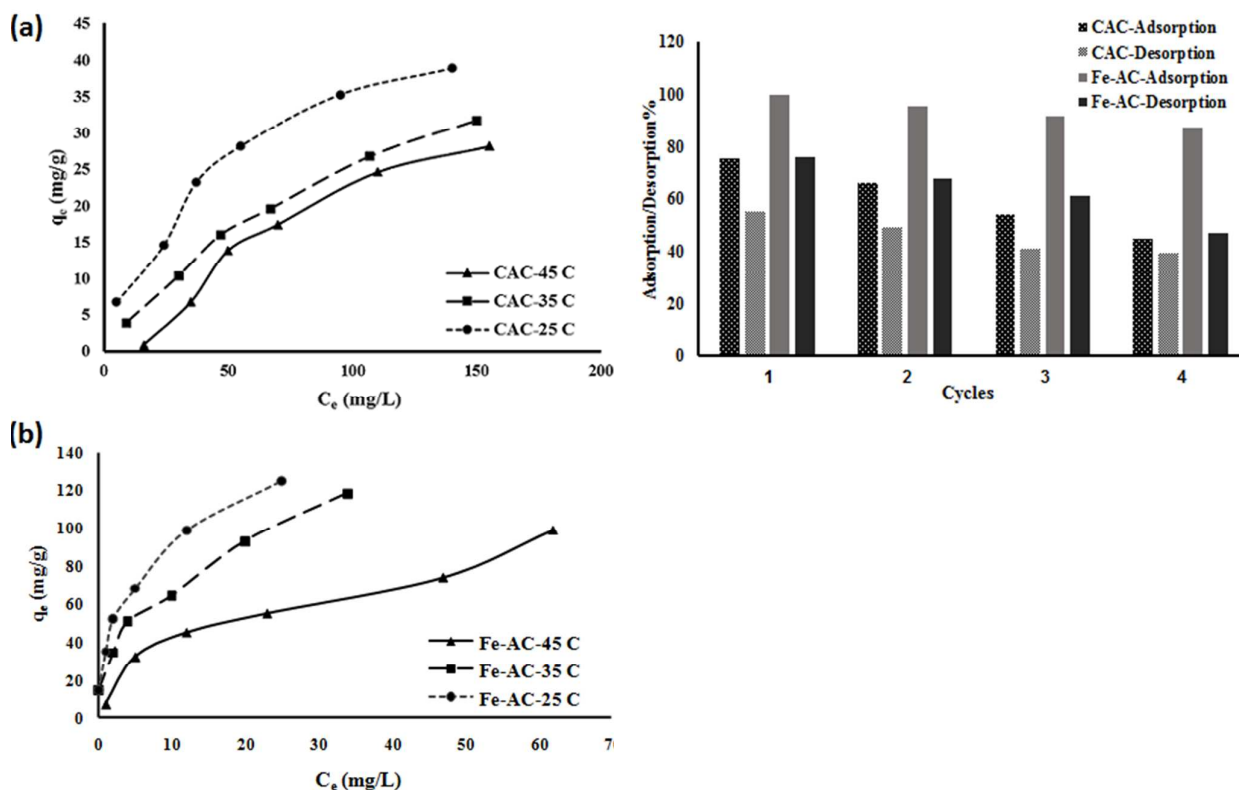 (a)
45
40
35
30
25
20
15
10
5
0
qe (mg/g)
CAC-45 C
CAC-35 C
CAC-25 C
0 50 100 150 200
Ce (mg/L)
120
100
80
60
40
20
0
Adsorption/Desorption%
CAC-Adsorption
CAC-Desorption
Fe-AC-Adsorption
Fe-AC-Desorption
1 2 3 4
Cycles
(b)
140
120
100
80
60
40
20
0
qe (mg/g)
Fe-AC-45 C
Fe-AC-35 C
Fe-AC-25 C
0 10 20 30 40 50 60
Ce (mg/L)